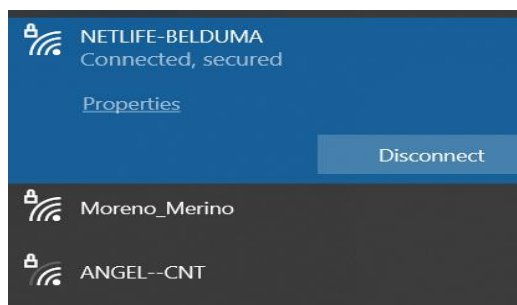 NETLIFE-BELDUMA
Connected, secured
Properties
Disconnect
Moreno_Merino
ANGEL--CNT